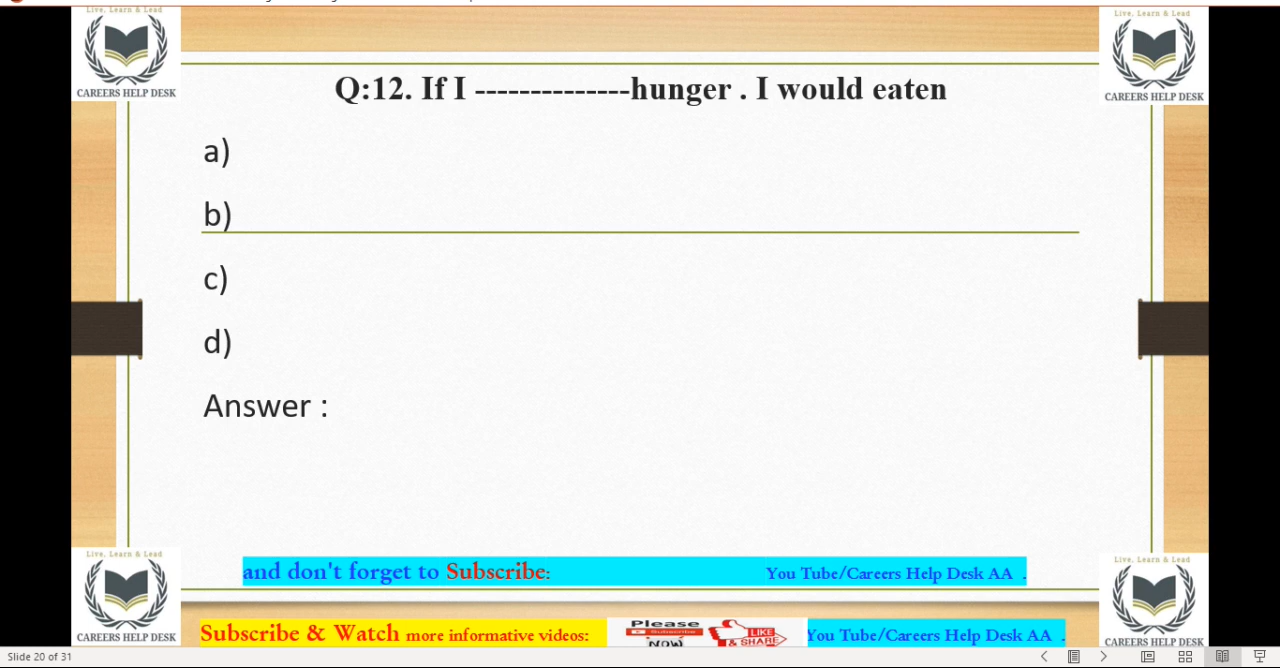 Live, Learn & Lead
CAREERS HELP DESK
Live, Learn & Lead
CAREERS HELP DESK
Q:12. If I --------------hunger . I would eaten
a)
b)
c)
d)
Answer :
Live, Learn & Lead
CAREERS HELP DESK
Live, Learn & Lead
CAREERS HELP DESK
and don't forget to Subscribe: You Tube/Careers Help Desk AA .
Subscribe & Watch more informative videos: Please Subscribe Now LIKE & SHARE You Tube/Careers Help Desk AA .
Slide 20 of 31